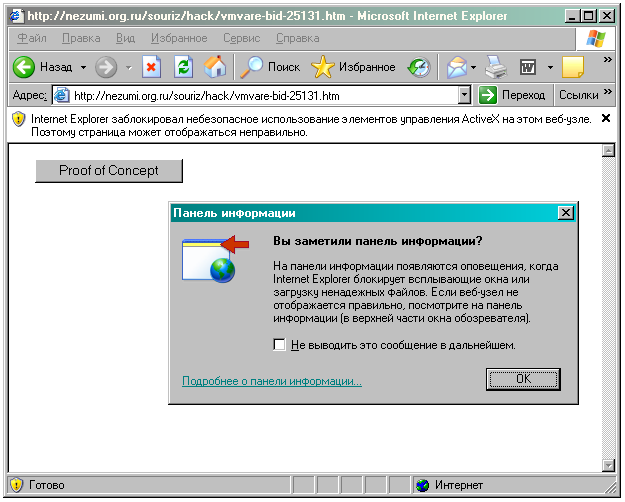 http://nezumi.org.ru/souriz/hack/vmvare-bid-25131.htm - Microsoft Internet Explorer
Файл Правка Вид Избранное Сервис Справка
Назад Поиск Избранное
Адрес: http://nezumi.org.ru/souriz/hack/vmvare-bid-25131.htm Переход Ссылки
Internet Explorer заблокировал небезопасное использование элементов управления ActiveX на этом веб-узле.
Поэтому страница может отображаться неправильно.
Proof of Concept
Панель информации
Вы заметили панель информации?
На панели информации появляются оповещения, когда
Internet Explorer блокирует всплывающие окна или
загрузку ненадежных файлов. Если веб-узел не
отображается правильно, посмотрите на панель
информации (в верхней части окна обозревателя).
Не выводить это сообщение в дальнейшем.
Подробнее о панели информации...
OK
Готово Интернет